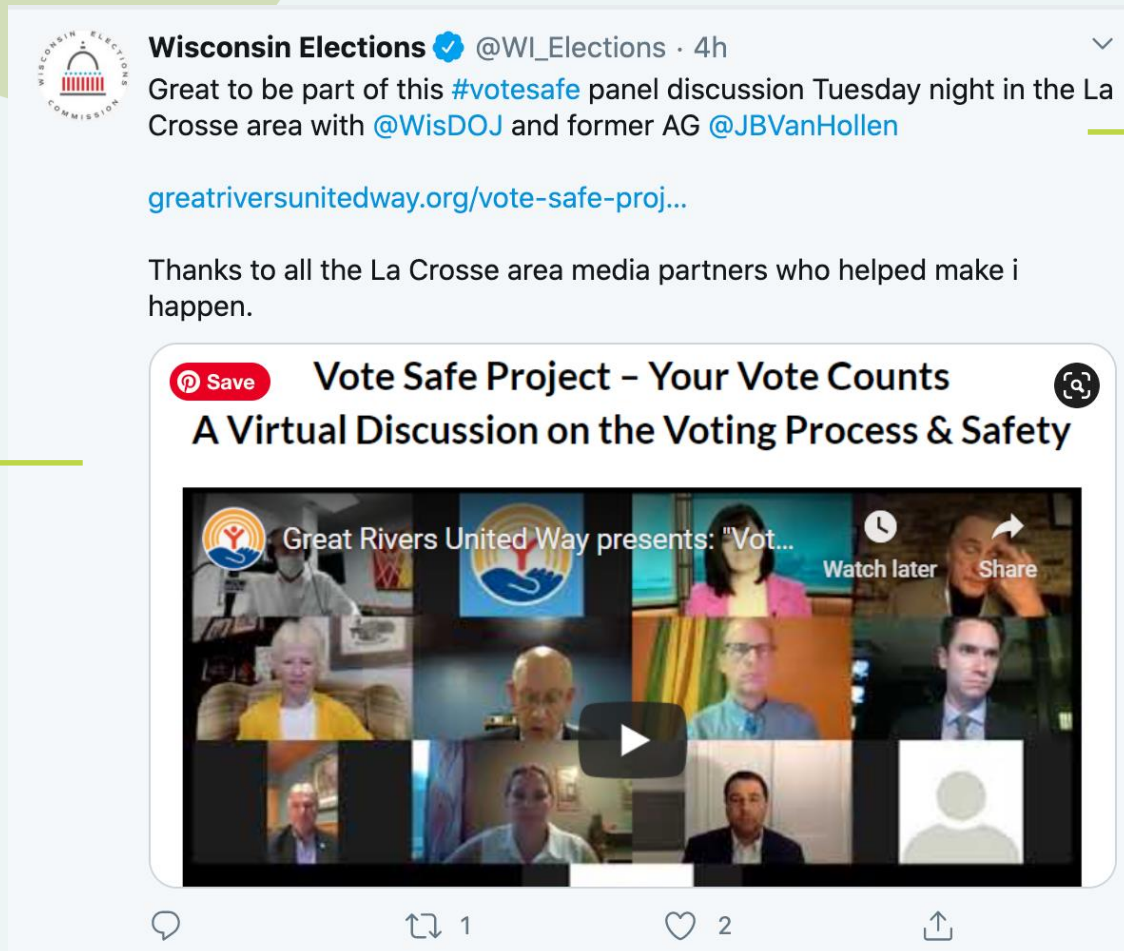 WISCONSIN ELECTIONS COMMISSION
Wisconsin Elections @WI_Elections · 4h
Great to be part of this #votesafe panel discussion Tuesday night in the La
Crosse area with @WisDOJ and former AG @JBVanHollen
greatriversunitedway.org/vote-safe-proj...
Thanks to all the La Crosse area media partners who helped make i
happen.
Save
Vote Safe Project – Your Vote Counts
A Virtual Discussion on the Voting Process & Safety
Great Rivers United Way presents: "Vot...
Watch later
Share
1
2